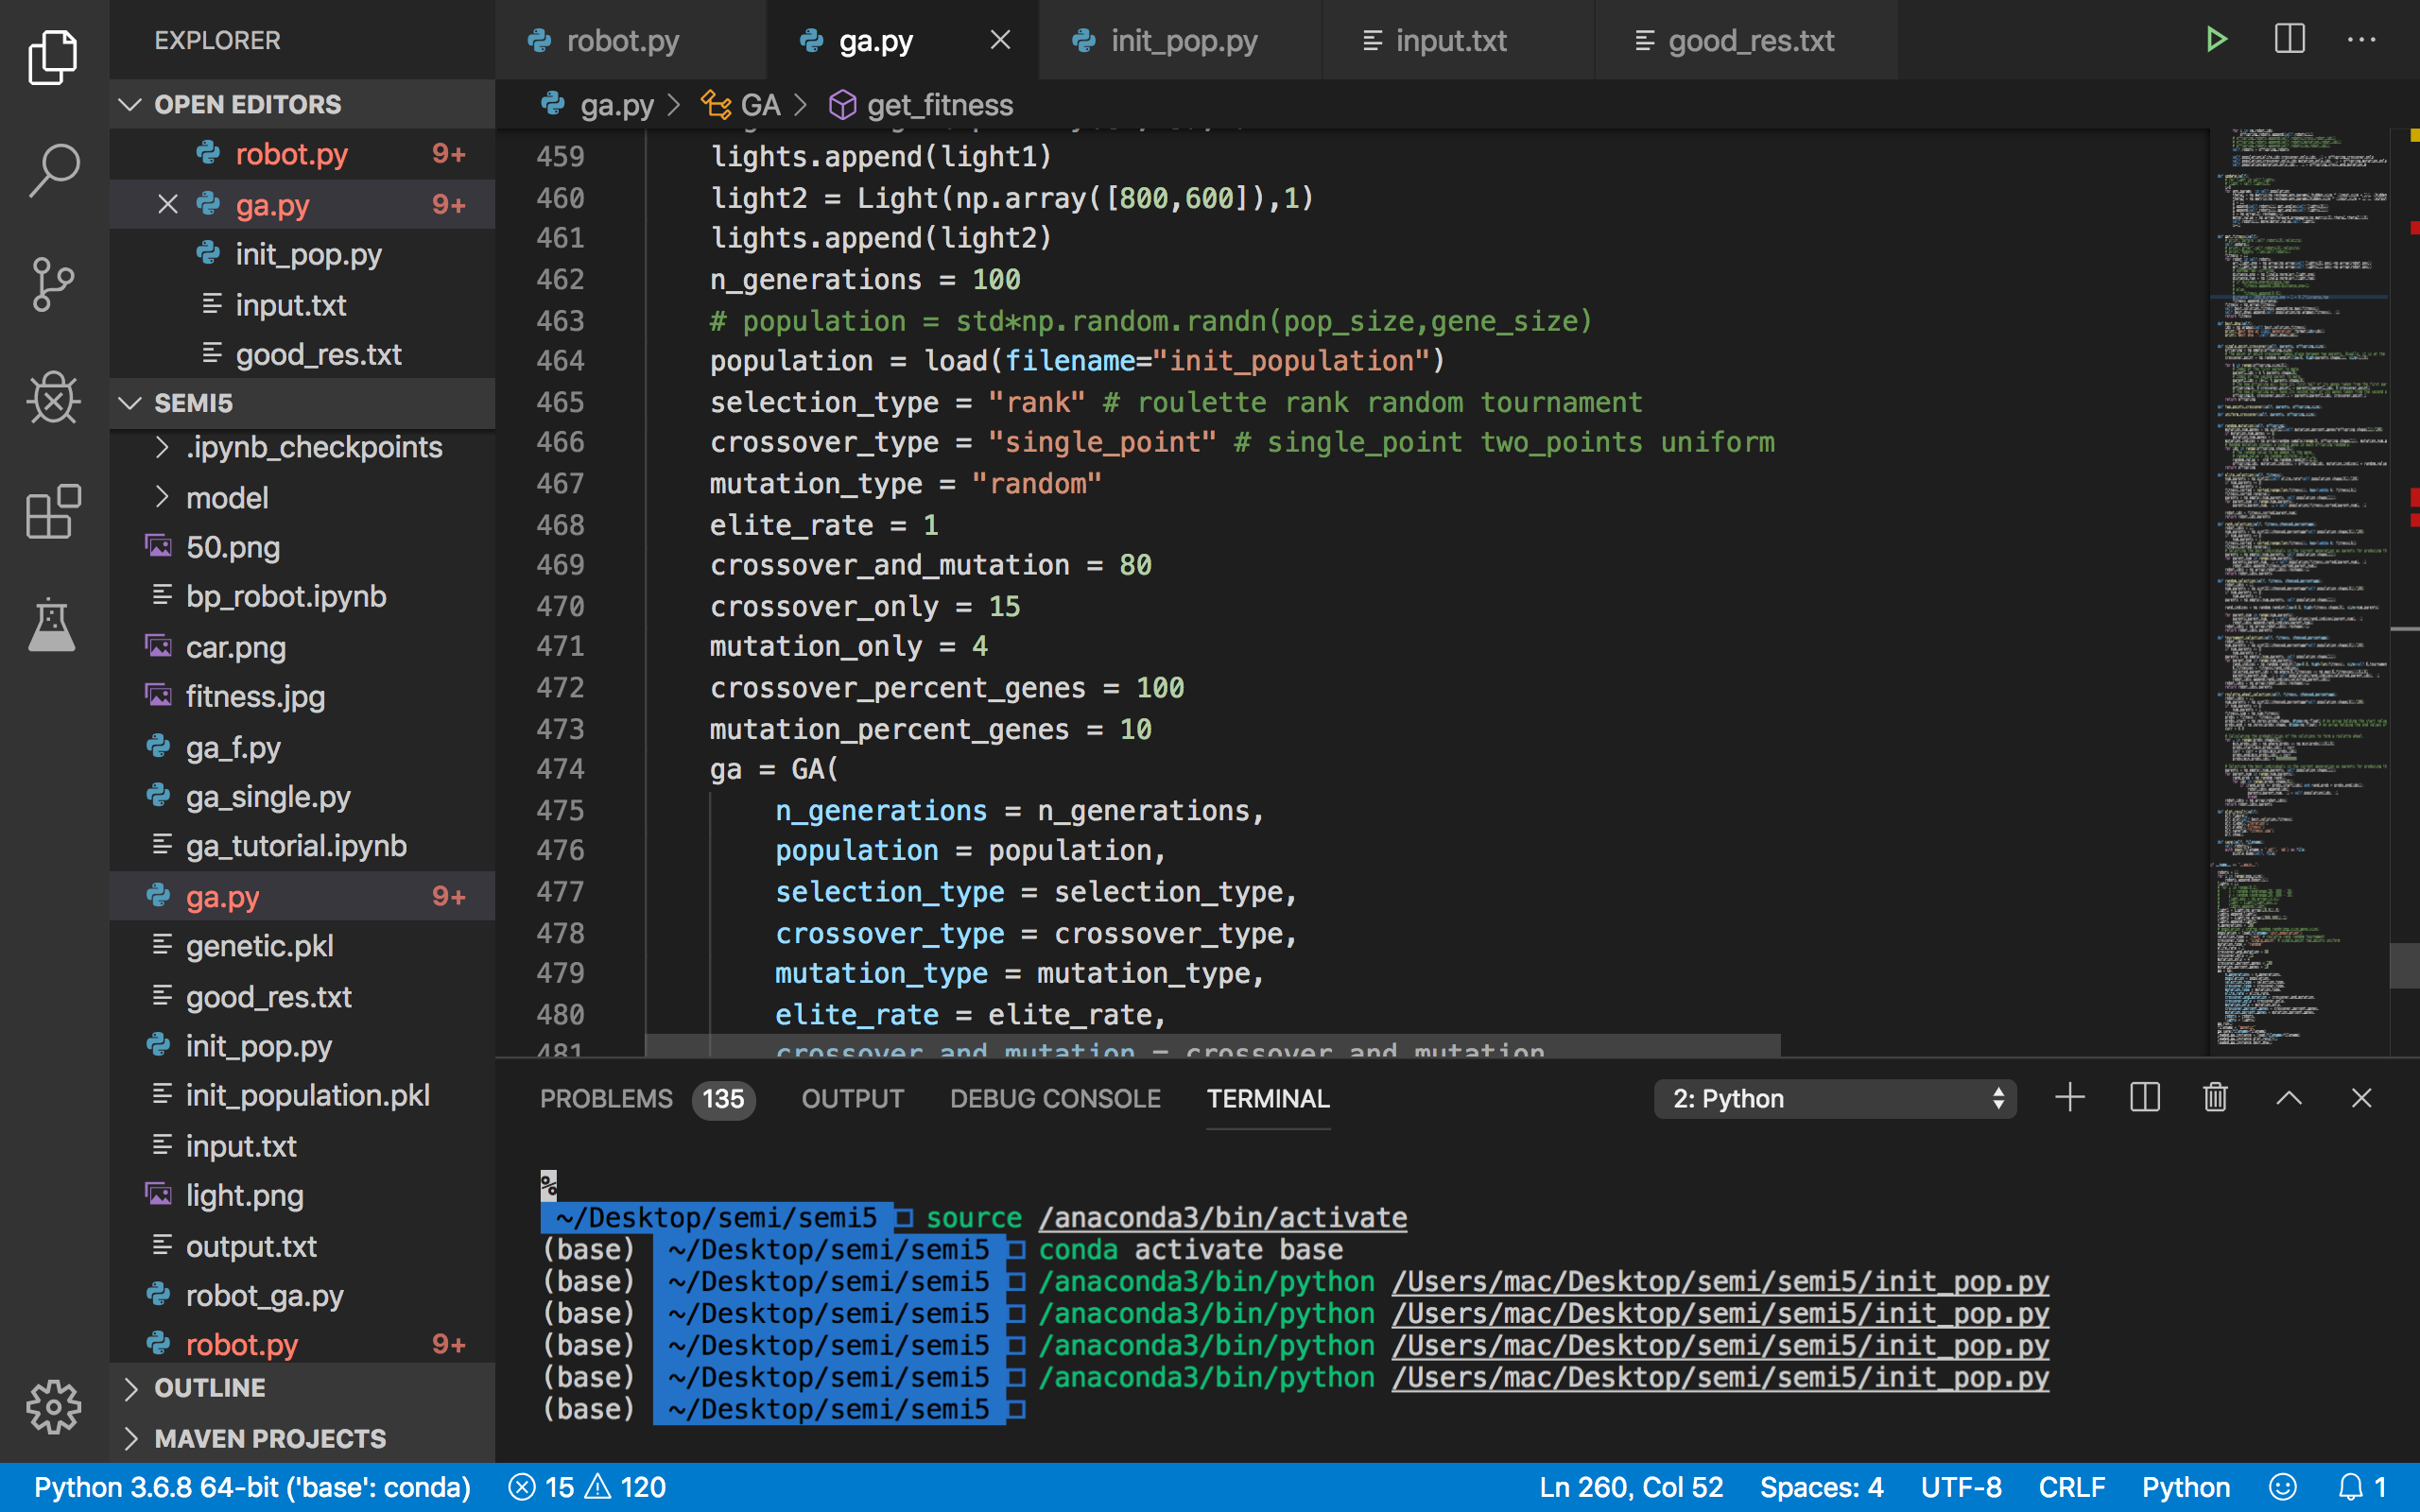 EXPLORER
OPEN EDITORS
robot.py 9+
ga.py 9+
init_pop.py
input.txt
good_res.txt
SEMI5
.ipynb_checkpoints
model
50.png
bp_robot.ipynb
car.png
fitness.jpg
ga_f.py
ga_single.py
ga_tutorial.ipynb
ga.py 9+
genetic.pkl
good_res.txt
init_pop.py
init_population.pkl
input.txt
light.png
output.txt
robot_ga.py
robot.py 9+
OUTLINE
MAVEN PROJECTS
robot.py ga.py init_pop.py input.txt good_res.txt
ga.py > GA > get_fitness
459 lights.append(light1)
460 light2 = Light(np.array([800,600]),1)
461 lights.append(light2)
462 n_generations = 100
463 # population = std*np.random.randn(pop_size,gene_size)
464 population = load(filename="init_population")
465 selection_type = "rank" # roulette rank random tournament
466 crossover_type = "single_point" # single_point two_points uniform
467 mutation_type = "random"
468 elite_rate = 1
469 crossover_and_mutation = 80
470 crossover_only = 15
471 mutation_only = 4
472 crossover_percent_genes = 100
473 mutation_percent_genes = 10
474 ga = GA(
475 n_generations = n_generations,
476 population = population,
477 selection_type = selection_type,
478 crossover_type = crossover_type,
479 mutation_type = mutation_type,
480 elite_rate = elite_rate,
481 crossover_and_mutation = crossover_and_mutation
PROBLEMS 135 OUTPUT DEBUG CONSOLE TERMINAL 2: Python
%
~/Desktop/semi/semi5 source /anaconda3/bin/activate
(base) ~/Desktop/semi/semi5 conda activate base
(base) ~/Desktop/semi/semi5 /anaconda3/bin/python /Users/mac/Desktop/semi/semi5/init_pop.py
(base) ~/Desktop/semi/semi5 /anaconda3/bin/python /Users/mac/Desktop/semi/semi5/init_pop.py
(base) ~/Desktop/semi/semi5 /anaconda3/bin/python /Users/mac/Desktop/semi/semi5/init_pop.py
(base) ~/Desktop/semi/semi5 /anaconda3/bin/python /Users/mac/Desktop/semi/semi5/init_pop.py
(base) ~/Desktop/semi/semi5
Python 3.6.8 64-bit ('base': conda) 15 120 Ln 260, Col 52 Spaces: 4 UTF-8 CRLF Python 1